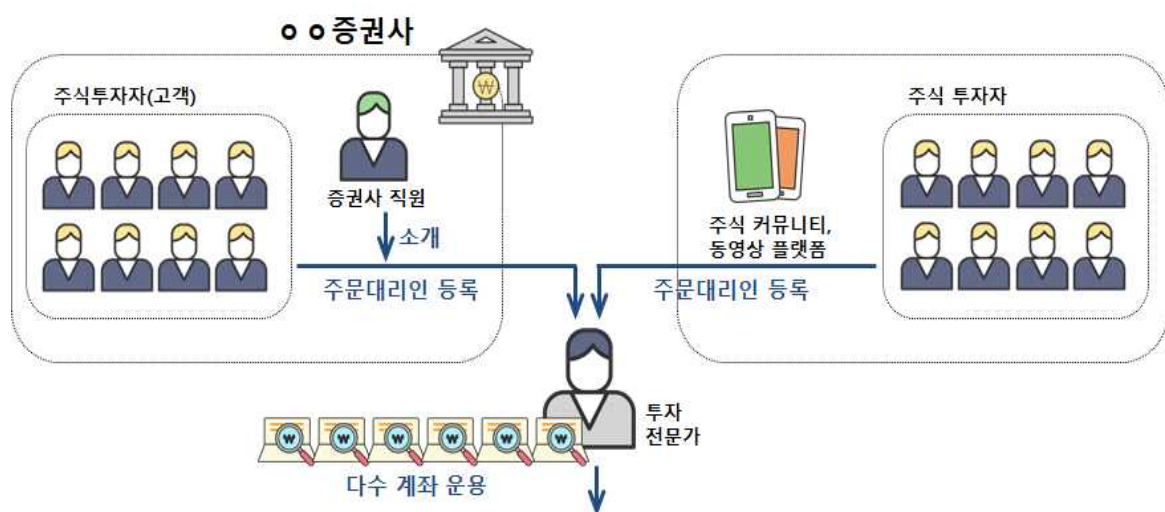 ㅇㅇ증권사
주식투자자(고객)
증권사 직원
소개
주문대리인 등록
주식 투자자
주식 커뮤니티,
동영상 플랫폼
주문대리인 등록
투자
전문가
다수 계좌 운용
₩
₩
₩
₩
₩
₩
₩